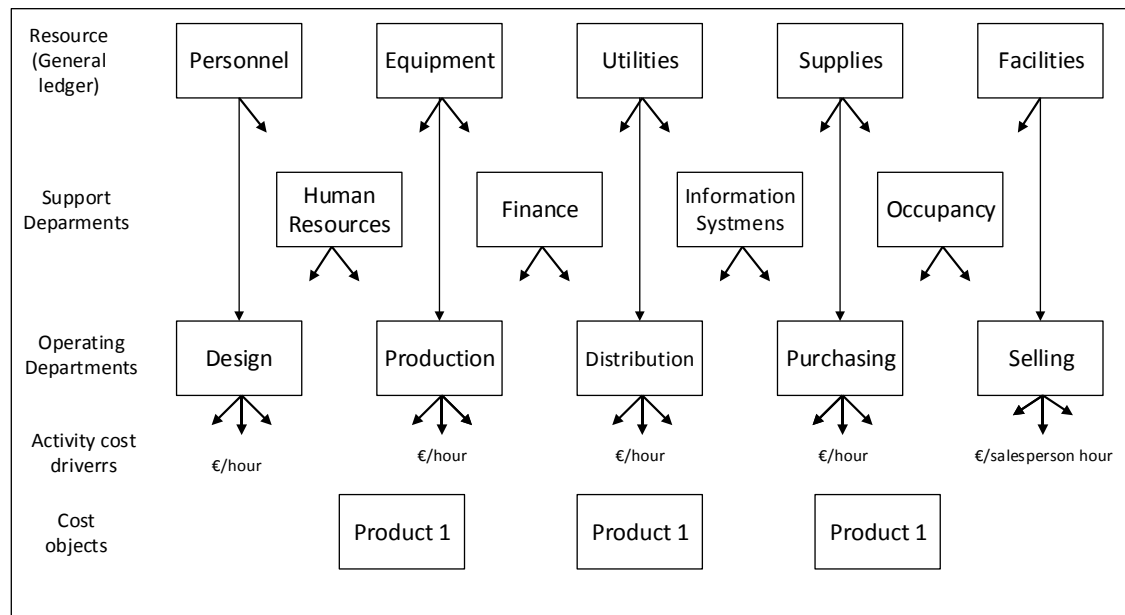 Resource
(General
ledger)
Personnel
Equipment
Utilities
Supplies
Facilities
Support
Deparments
Human
Resources
Finance
Information
Systmens
Occupancy
Operating
Departments
Design
Production
Distribution
Purchasing
Selling
Activity cost
driverrs
€/hour
€/hour
€/hour
€/hour
€/salesperson hour
Cost
objects
Product 1
Product 1
Product 1